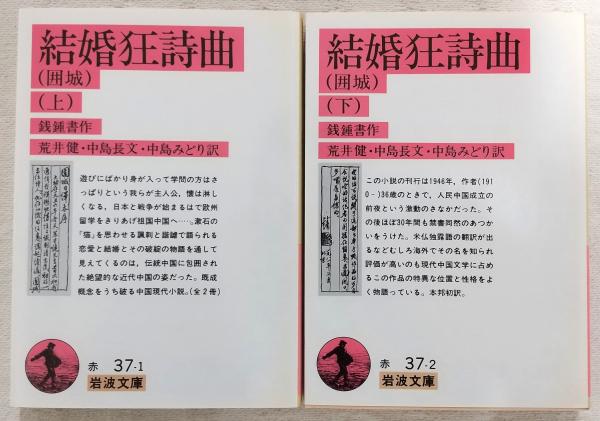 結婚狂詩曲
(囲城)
(上)
銭鍾書作
荒井健・中島長文・中島みどり訳
遊びにばかり身が入って学問の方はさ
っぱりという我らが主人公,懐は淋し
くなる,日本と戦争が始まるはで欧州
留学をきりあげ祖国中国へ….漱石の
「猫」を思わせる諷刺と諧謔で語られる
恋愛と結婚とその破綻の物語を通して
見えてくるのは,伝統中国に包囲され
た絶望的な近代中国の姿だった.既成
概念をうち破る中国現代小説.(全2冊)
赤 37-1
岩波文庫
結婚狂詩曲
(囲城)
(下)
銭鍾書作
荒井健・中島長文・中島みどり訳
この小説の刊行は1946年,作者(191
0-)36歳のときで,人民中国成立の
前夜という激動のさなかだった.そ
の後ほぼ30年間も禁書同然のあつか
いをうけた.米仏独露語の翻訳が出
るなどむしろ海外でその名を知られ
評価が高いのも現代中国文学に占め
るこの作品の特異な位置と性格をよ
く物語っている.本邦初訳.
赤 37-2
岩波文庫